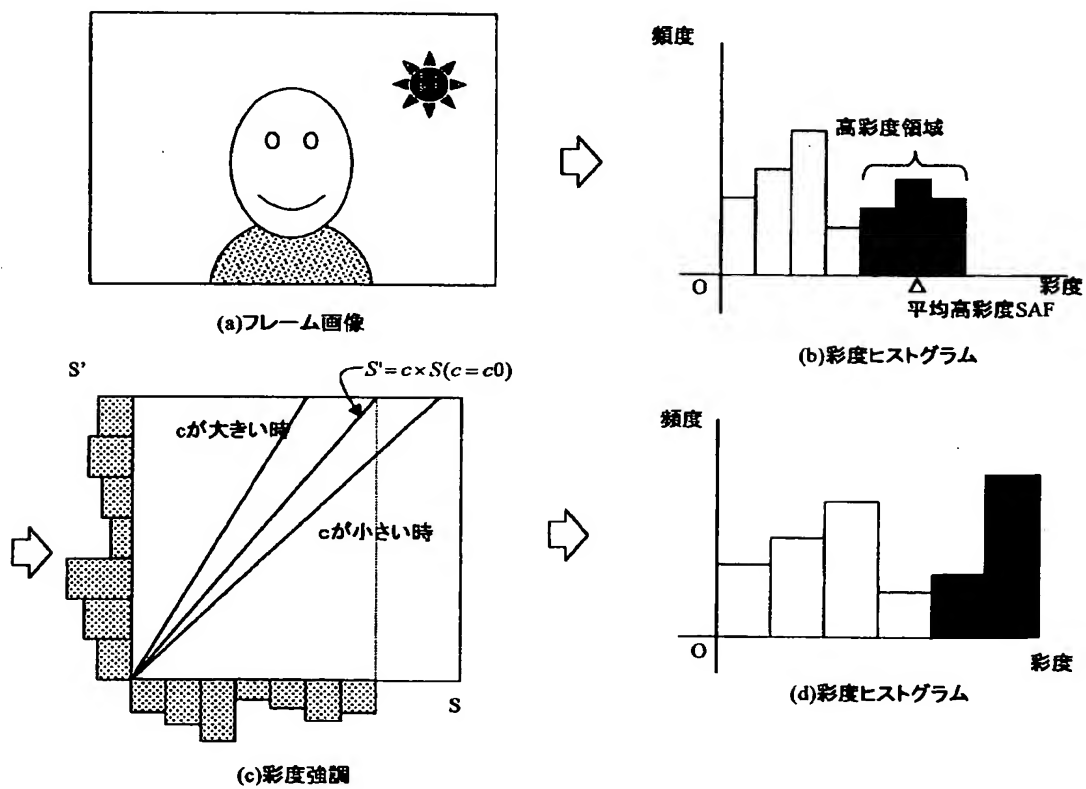 (a)フレーム画像
頻度
高彩度領域
O
彩度
平均高彩度SAF
(b)彩度ヒストグラム
S'
S'=c×S(c=c0)
cが大きい時
cが小さい時
S
(c)彩度強調
頻度
O
彩度
(d)彩度ヒストグラム